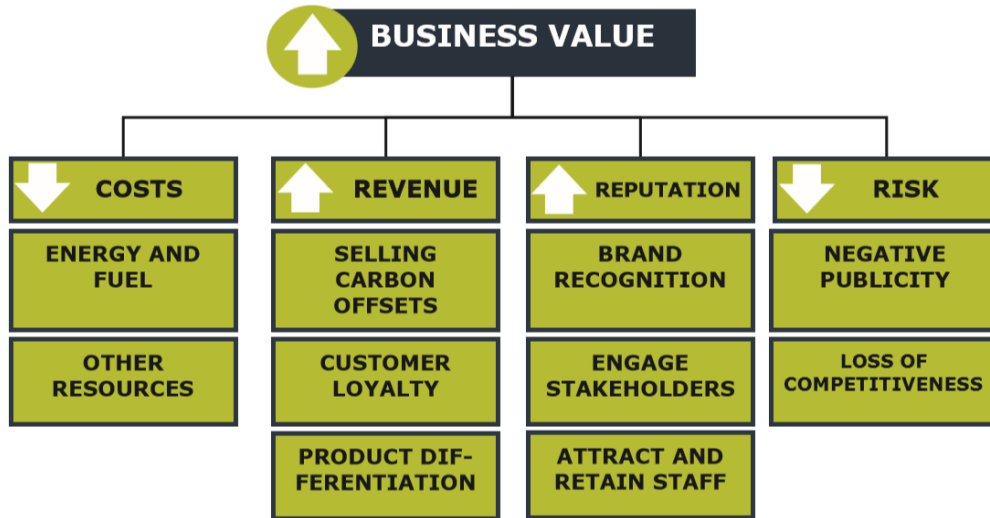 BUSINESS VALUE
COSTS
ENERGY AND
FUEL
OTHER
RESOURCES
REVENUE
SELLING
CARBON
OFFSETS
CUSTOMER
LOYALTY
PRODUCT DIF-
FERENTIATION
REPUTATION
BRAND
RECOGNITION
ENGAGE
STAKEHOLDERS
ATTRACT AND
RETAIN STAFF
RISK
NEGATIVE
PUBLICITY
LOSS OF
COMPETITIVENESS